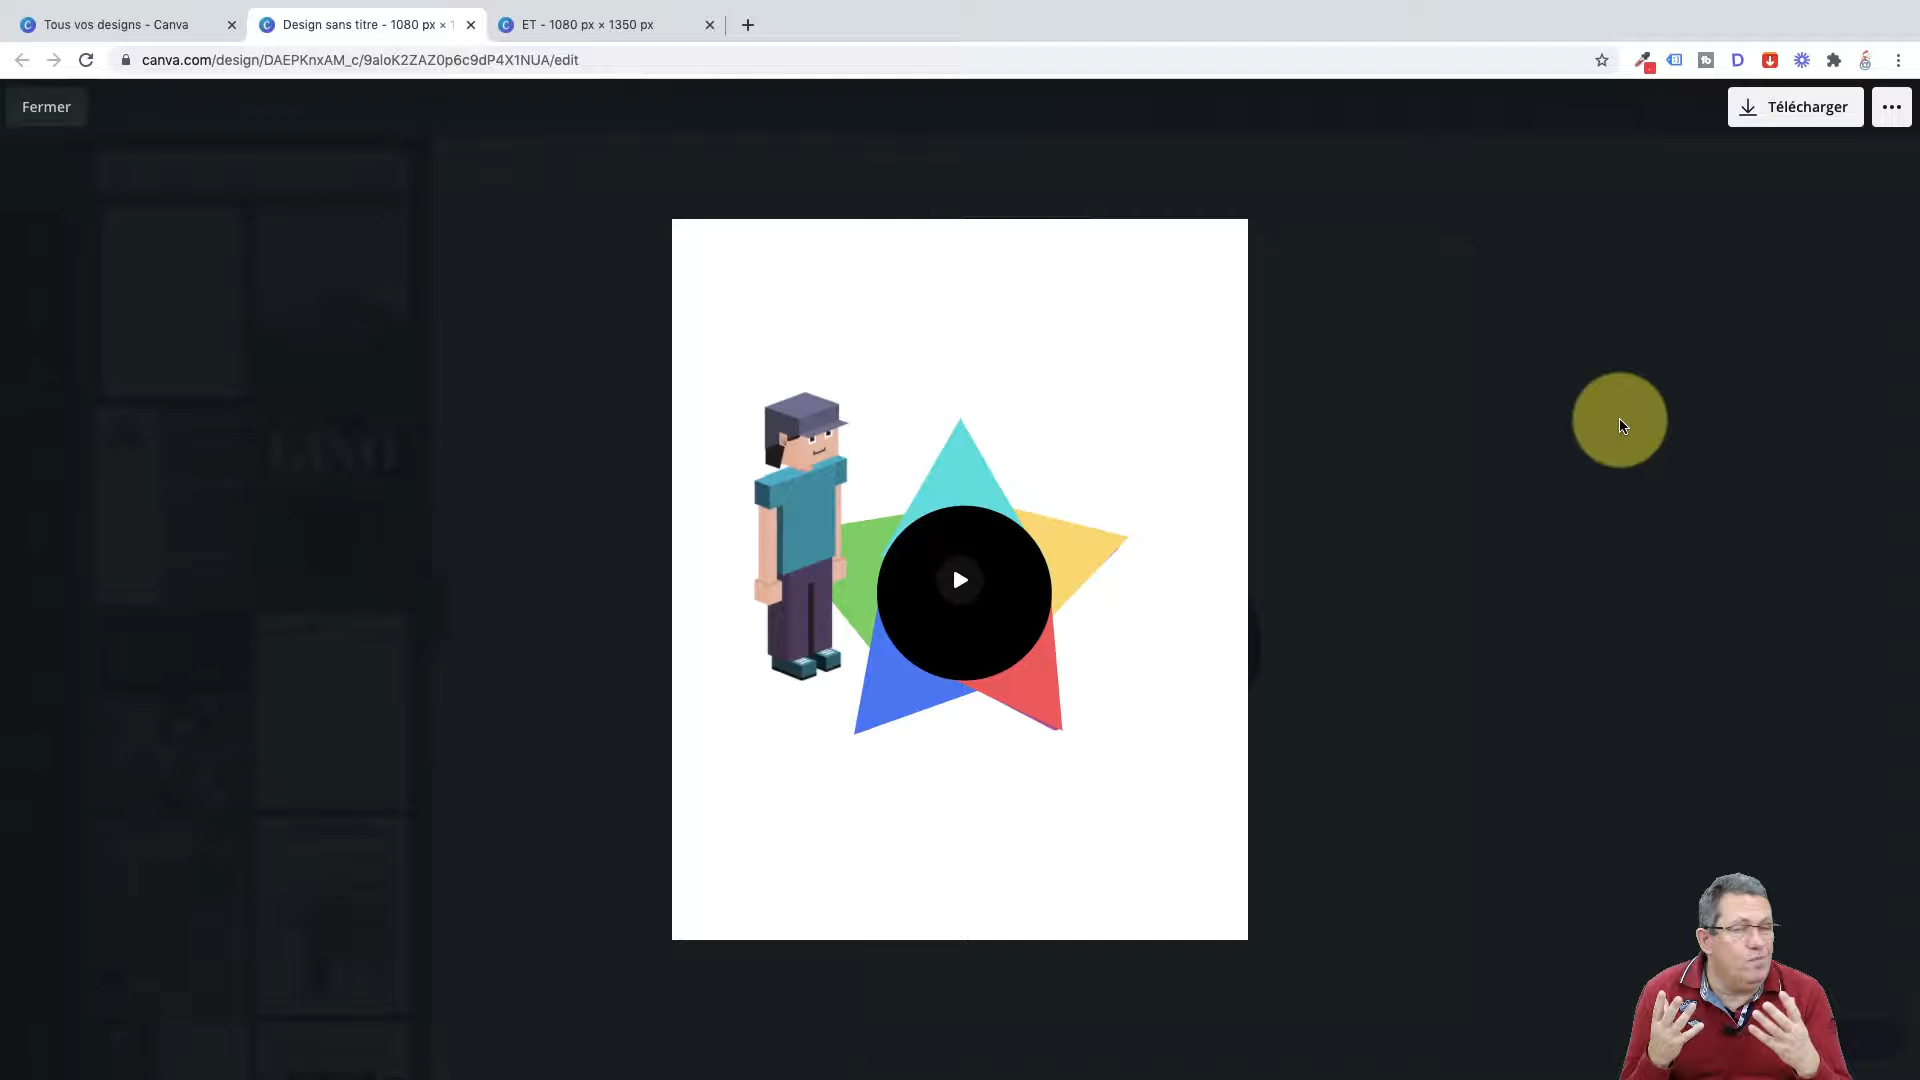 Tous vos designs - Canva
Design sans titre - 1080 px × 1
ET - 1080 px × 1350 px
canva.com/design/DAEPKnxAM_c/9aloK2ZAZ0p6c9dP4X1NUA/edit
Fermer
Télécharger